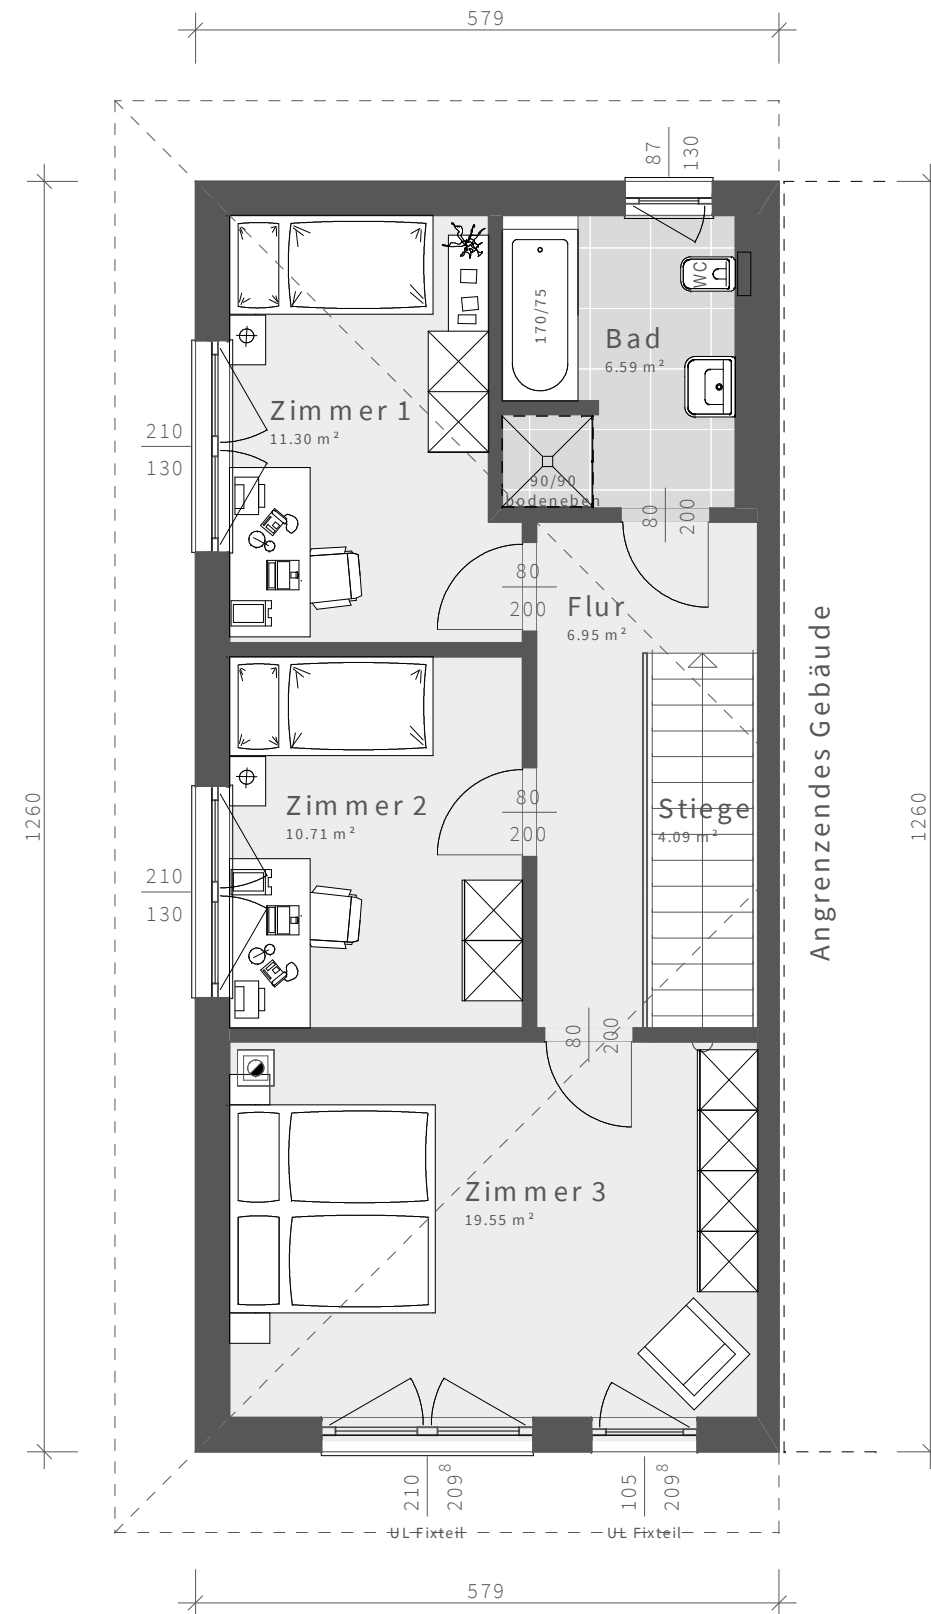 579
87
130
WC
170/75
Bad
6.59 m²
Zimmer 1
11.30 m²
210
130
90/90
bodeneben
80
200
80
200
Flur
6.95 m²
Angrenzendes Gebäude
1260
1260
Zimmer 2
10.71 m²
80
200
Stiege
4.09 m²
210
130
80
200
Zimmer 3
19.55 m²
210
209⁸
105
209⁸
UL Fixteil
UL Fixteil
579